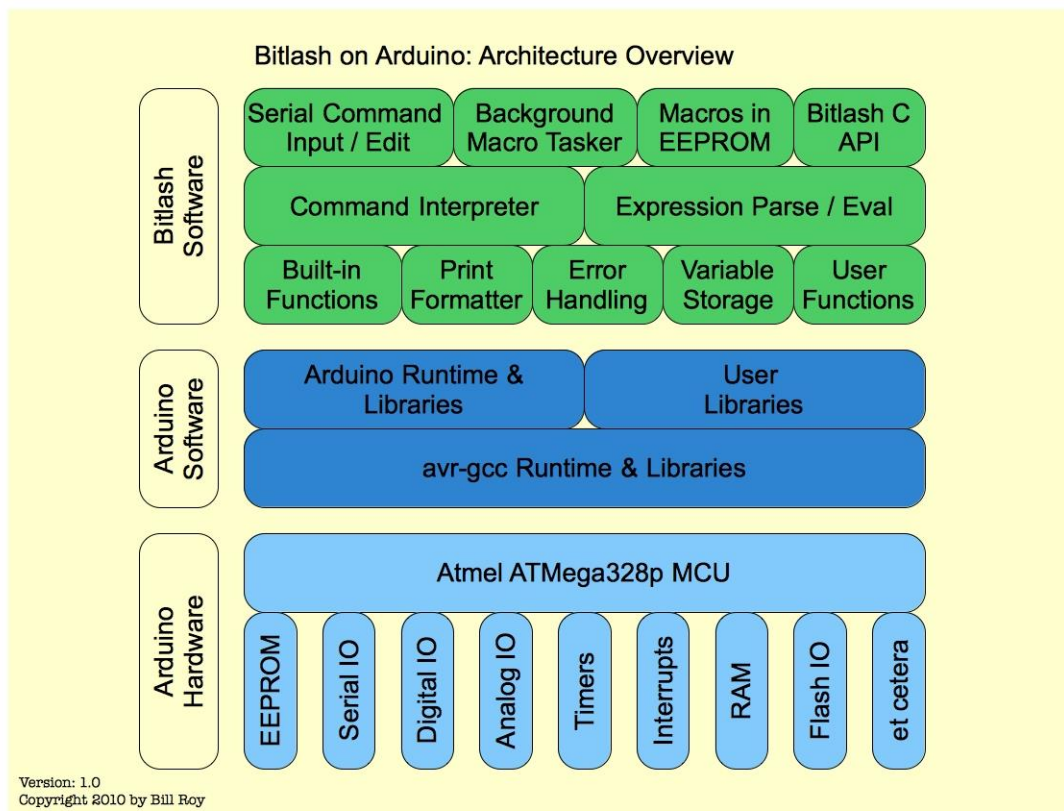 Bitlash on Arduino: Architecture Overview
Bitlash
Software
Serial Command
Input / Edit
Background
Macro Tasker
Macros in
EEPROM
Bitlash C
API
Command Interpreter
Expression Parse / Eval
Built-in
Functions
Print
Formatter
Error
Handling
Variable
Storage
User
Functions
Arduino
Software
Arduino Runtime &
Libraries
User
Libraries
avr-gcc Runtime & Libraries
Arduino
Hardware
Atmel ATMega328p MCU
EEPROM
Serial IO
Digital IO
Analog IO
Timers
Interrupts
RAM
Flash IO
et cetera
Version: 1.0
Copyright 2010 by Bill Roy